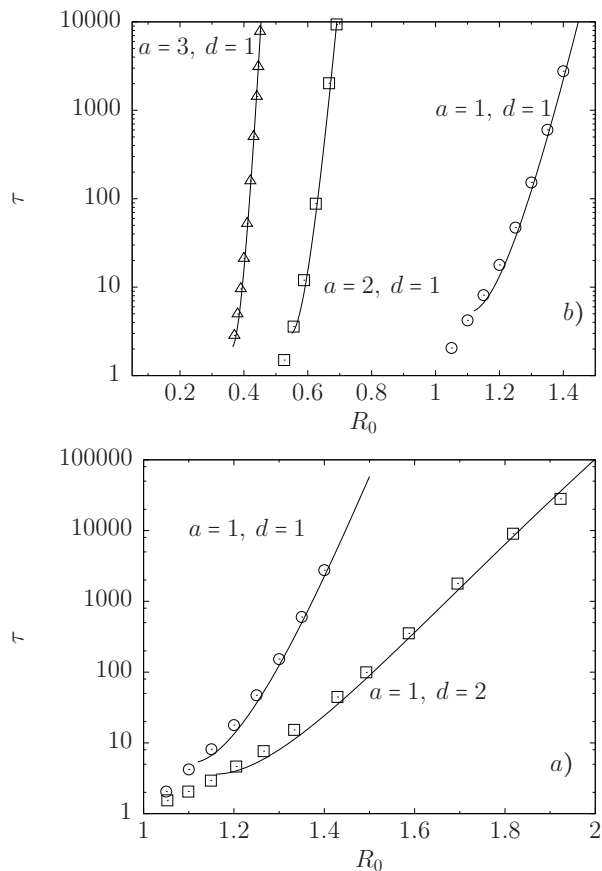 10000
a = 3, d = 1
1000
a = 1, d = 1
τ
100
10
a = 2, d = 1
b)
1
0.2 0.4 0.6 0.8 1 1.2 1.4
R0
100000
10000
a = 1, d = 1
1000
τ
100
a = 1, d = 2
10
a)
1
1 1.2 1.4 1.6 1.8 2
R0